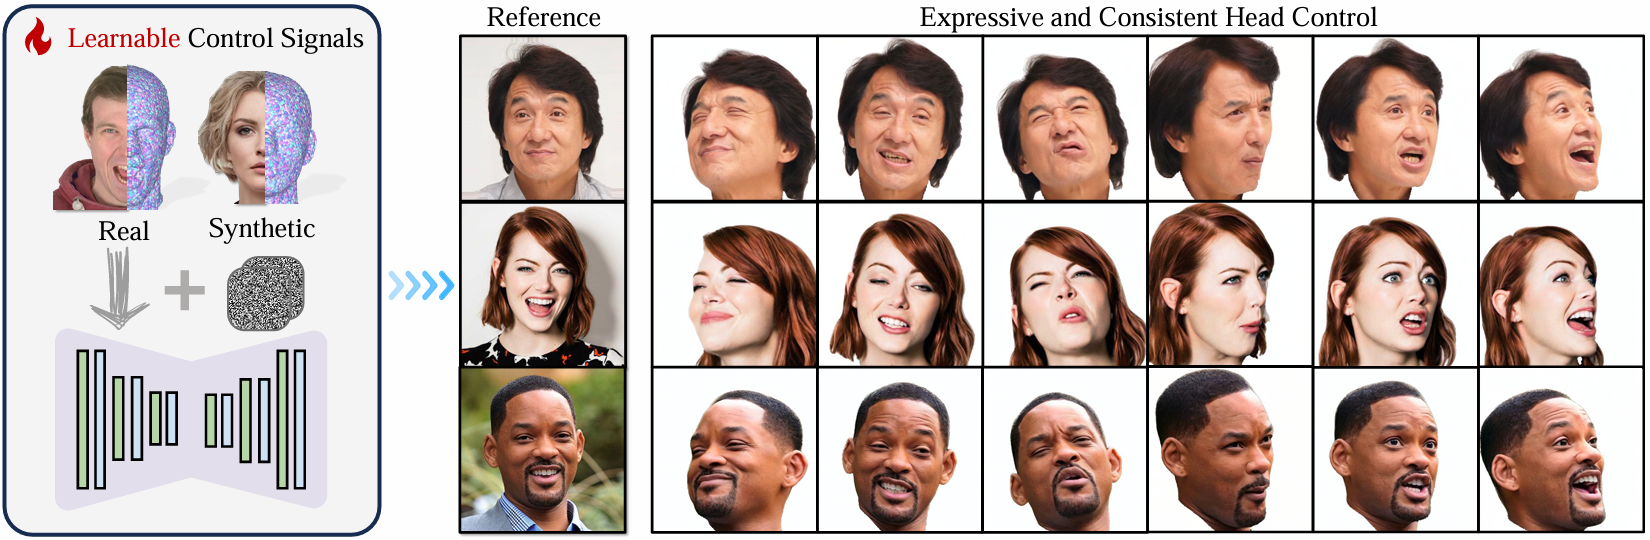 Learnable Control Signals
Real
Synthetic
Reference
Expressive and Consistent Head Control